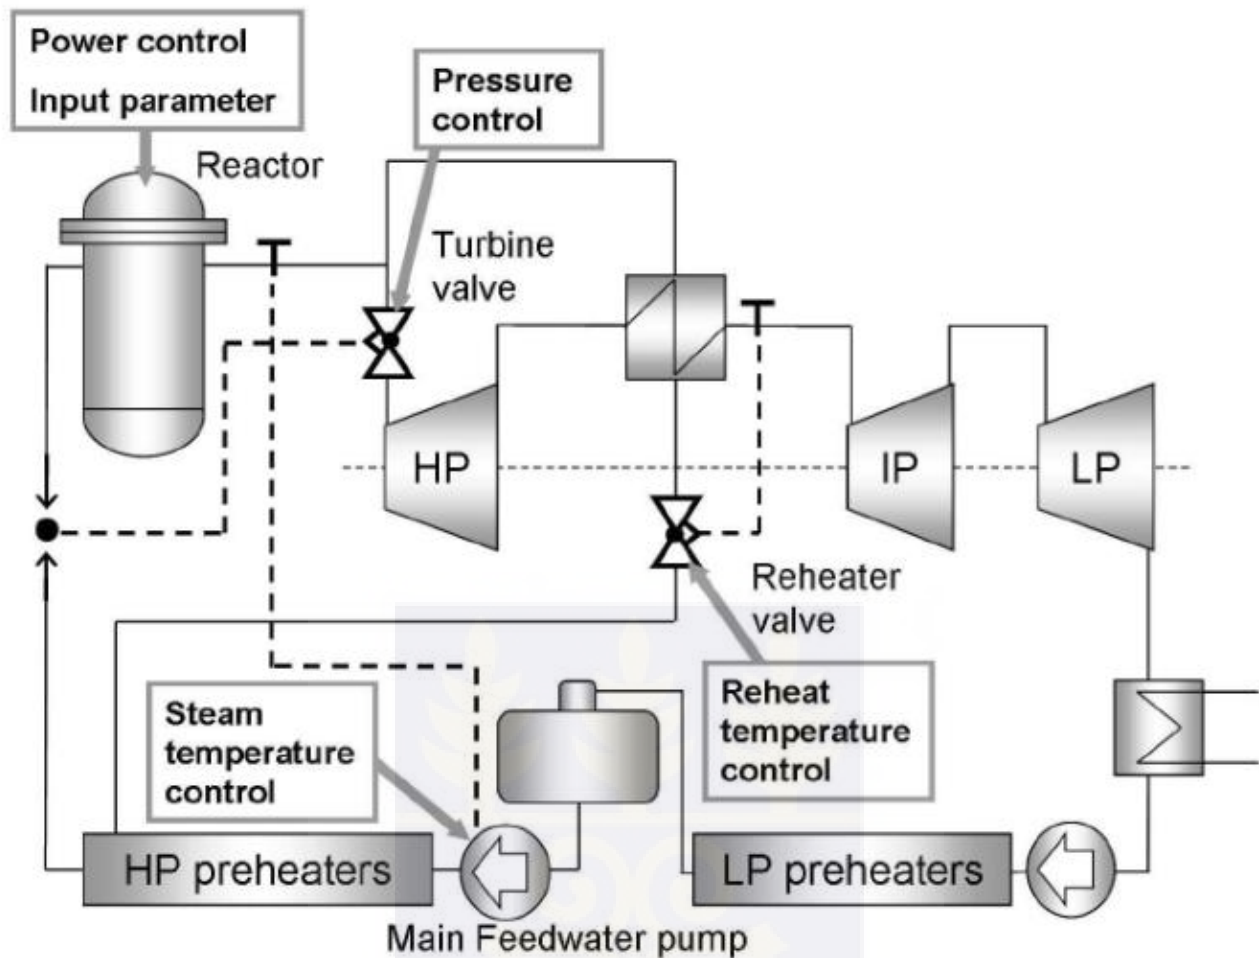 Power control
Input parameter
Pressure
control
Reactor
Turbine
valve
HP
IP
LP
Reheater
valve
Steam
temperature
control
Reheat
temperature
control
HP preheaters
LP preheaters
Main Feedwater pump